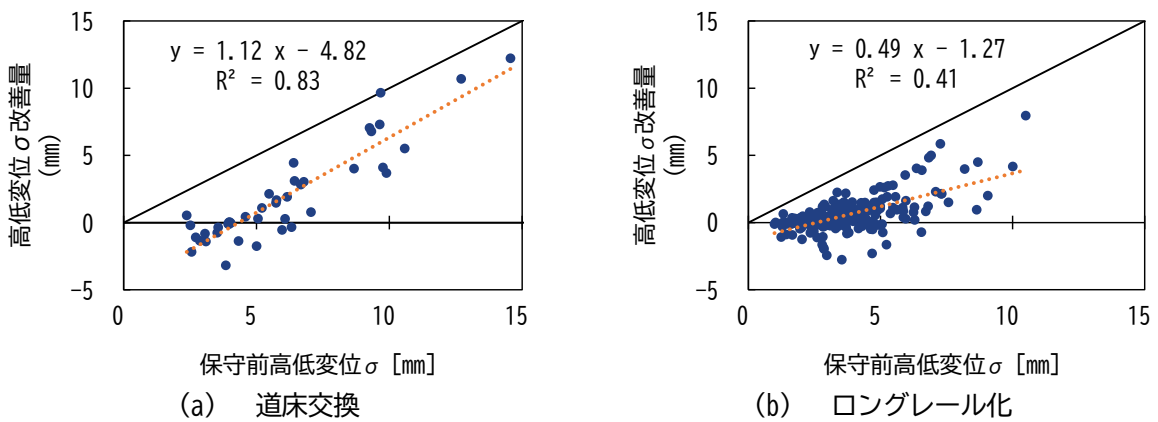 高低変位σ改善量
(mm)
15
10
5
0
−5
y = 1.12 x − 4.82
R² = 0.83
0 5 10 15
保守前高低変位σ [mm]
(a) 道床交換
高低変位σ改善量
(mm)
15
10
5
0
−5
y = 0.49 x − 1.27
R² = 0.41
0 5 10 15
保守前高低変位σ [mm]
(b) ロングレール化